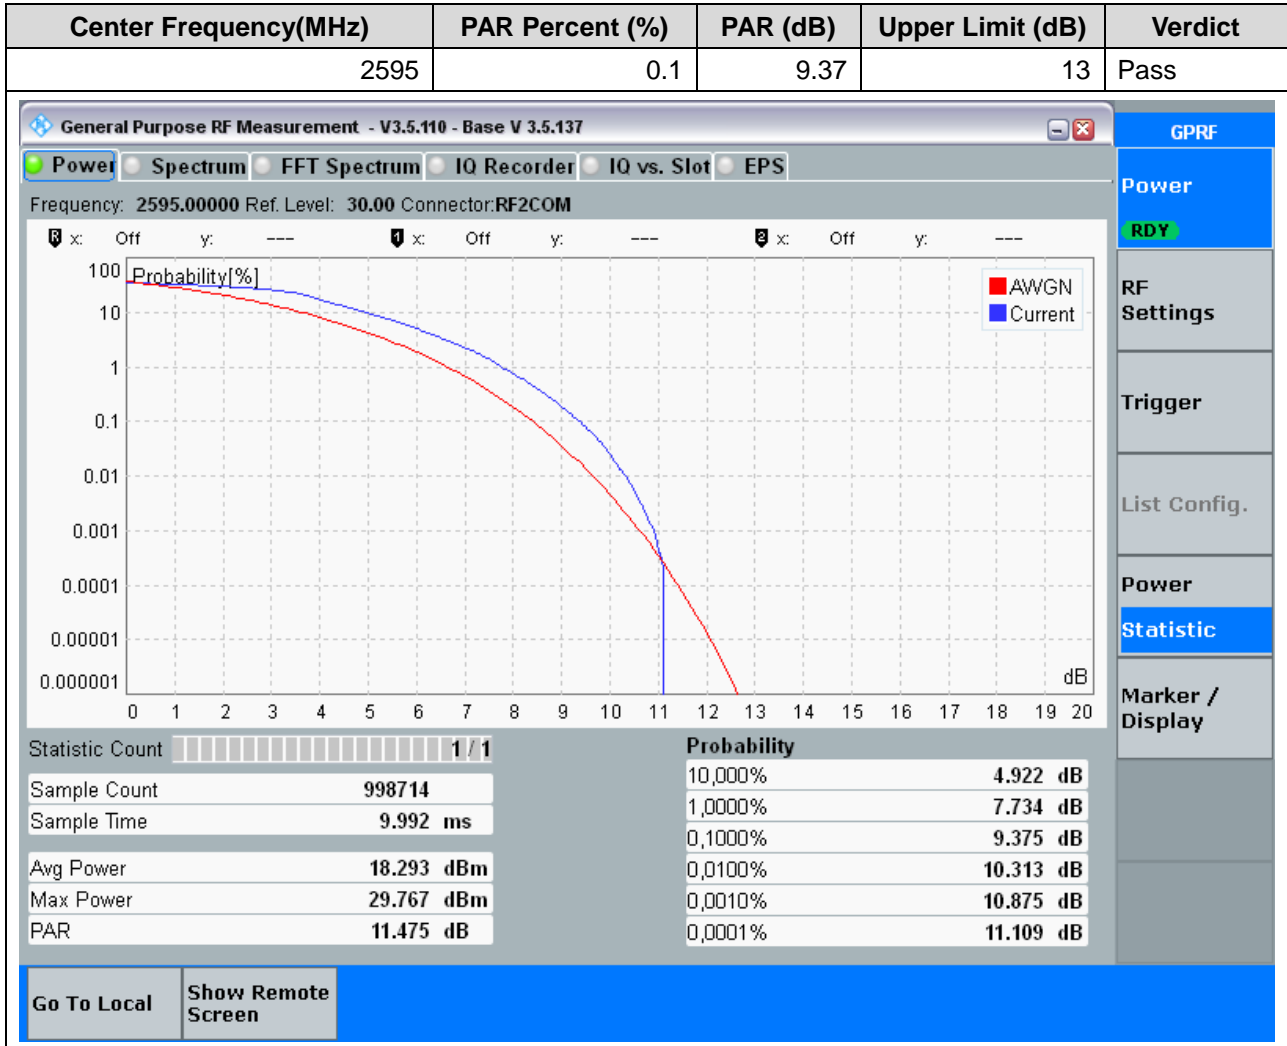 Center Frequency(MHz) PAR Percent (%) PAR (dB) Upper Limit (dB) Verdict
2595 0.1 9.37 13 Pass
General Purpose RF Measurement - V3.5.110 - Base V 3.5.137
GPRF
Power Spectrum FFT Spectrum IQ Recorder IQ vs. Slot EPS
Frequency: 2595.00000 Ref. Level: 30.00 Connector:RF2COM
R x: Off y: --- 1 x: Off y: --- 2 x: Off y: ---
Power
RDY
RF
Settings
Trigger
List Config.
Power
Statistic
Marker /
Display
Probability[%]
AWGN
Current
100
10
1
0.1
0.01
0.001
0.0001
0.00001
0.000001
dB
0 1 2 3 4 5 6 7 8 9 10 11 12 13 14 15 16 17 18 19 20
Statistic Count 1 / 1
Sample Count 998714
Sample Time 9.992 ms
Avg Power 18.293 dBm
Max Power 29.767 dBm
PAR 11.475 dB
Probability
10,000% 4.922 dB
1,0000% 7.734 dB
0,1000% 9.375 dB
0,0100% 10.313 dB
0,0010% 10.875 dB
0,0001% 11.109 dB
Go To Local
Show Remote
Screen